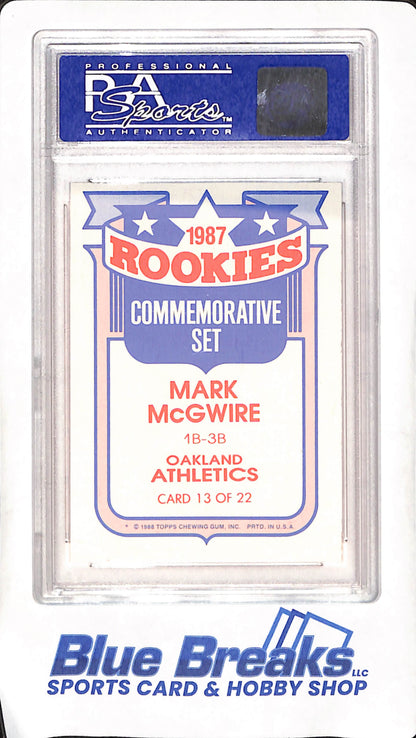 PROFESSIONAL
PSA
Sports™
AUTHENTICATOR
1987
ROOKIES
COMMEMORATIVE
SET
MARK
McGWIRE
1B-3B
OAKLAND
ATHLETICS
CARD 13 OF 22
* © 1988 TOPPS CHEWING GUM, INC. PRTD. IN U.S.A.
Blue Breaks LLC
SPORTS CARD & HOBBY SHOP